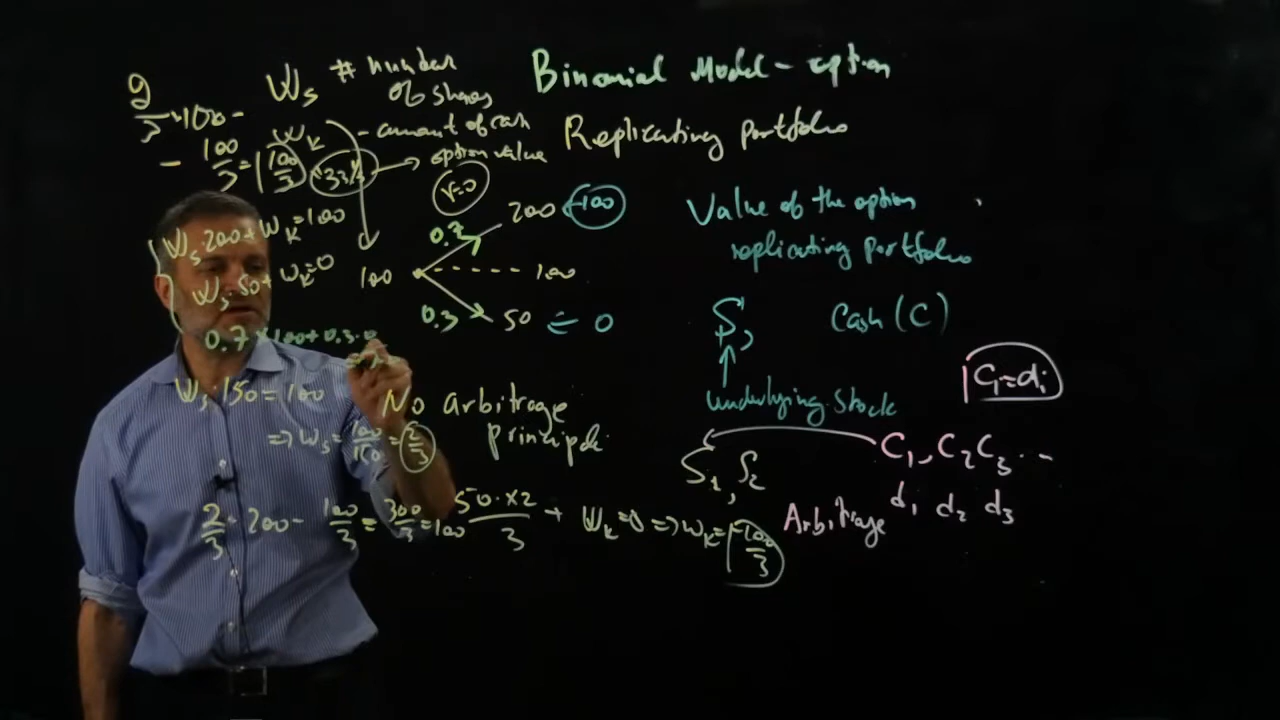 Binomial Model - option
Replicating portfolio
W_s # number
of shares
W_k - amount of cash
option value
2/3 · 100 -
- 100/3 = 100/3 = 33 1/3
r=0
W_s · 200 + W_k = 100
W_s · 50 + W_k = 0
0.7 × 100 + 0.3 · 0
W_s · 150 = 100
=> W_s = 100/150 = 2/3
2/3 · 200 - 100/3 = 300/3 = 100
50 · x2/3 + W_k = 0 => W_k = -100/3
100
0.7
200
100
100
0.3
50 = 0
Value of the option
replicating portfolio
S, Cash (C)
underlying stock
No arbitrage
principle
C_1 = d_i
C_1, C_2 C_3 ...
S_1, S_2
Arbitrage d_1 d_2 d_3